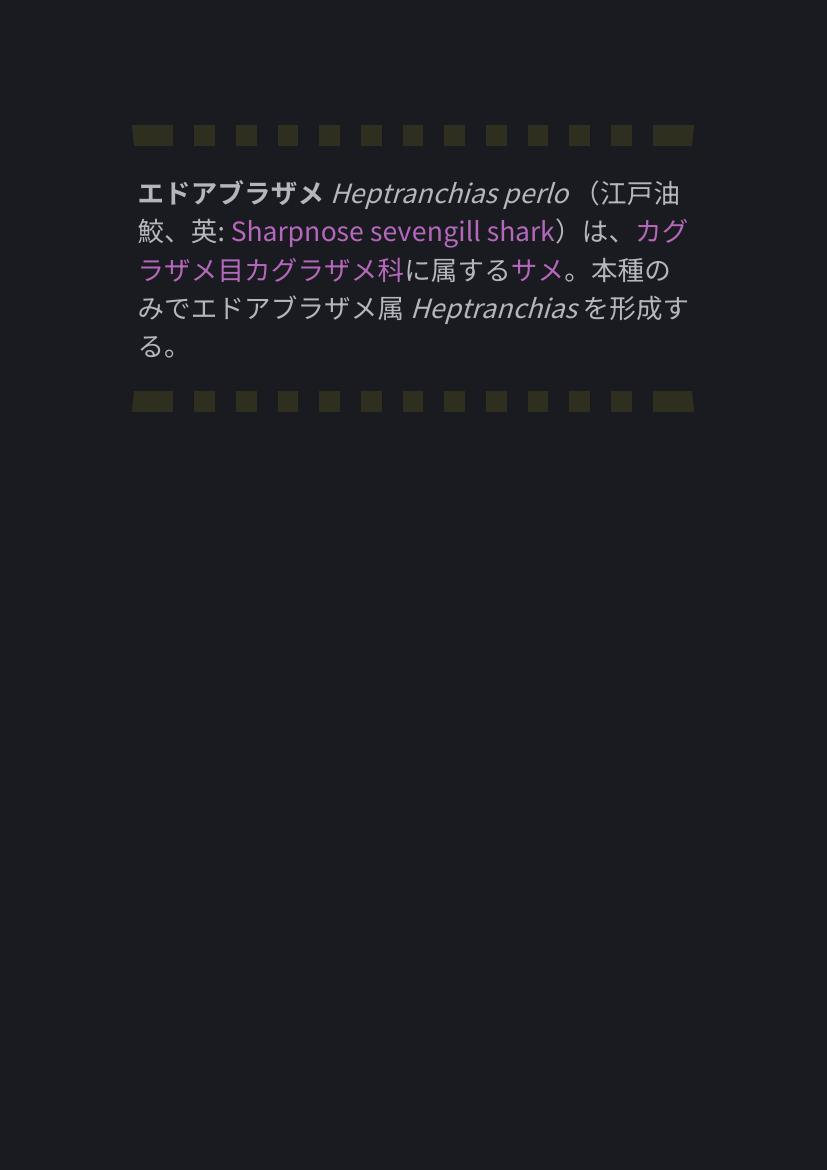 エドアブラザメ Heptranchias perlo （江戸油
鮫、英: Sharpnose sevengill shark）は、カグ
ラザメ目カグラザメ科に属するサメ。本種の
みでエドアブラザメ属 Heptranchias を形成す
る。